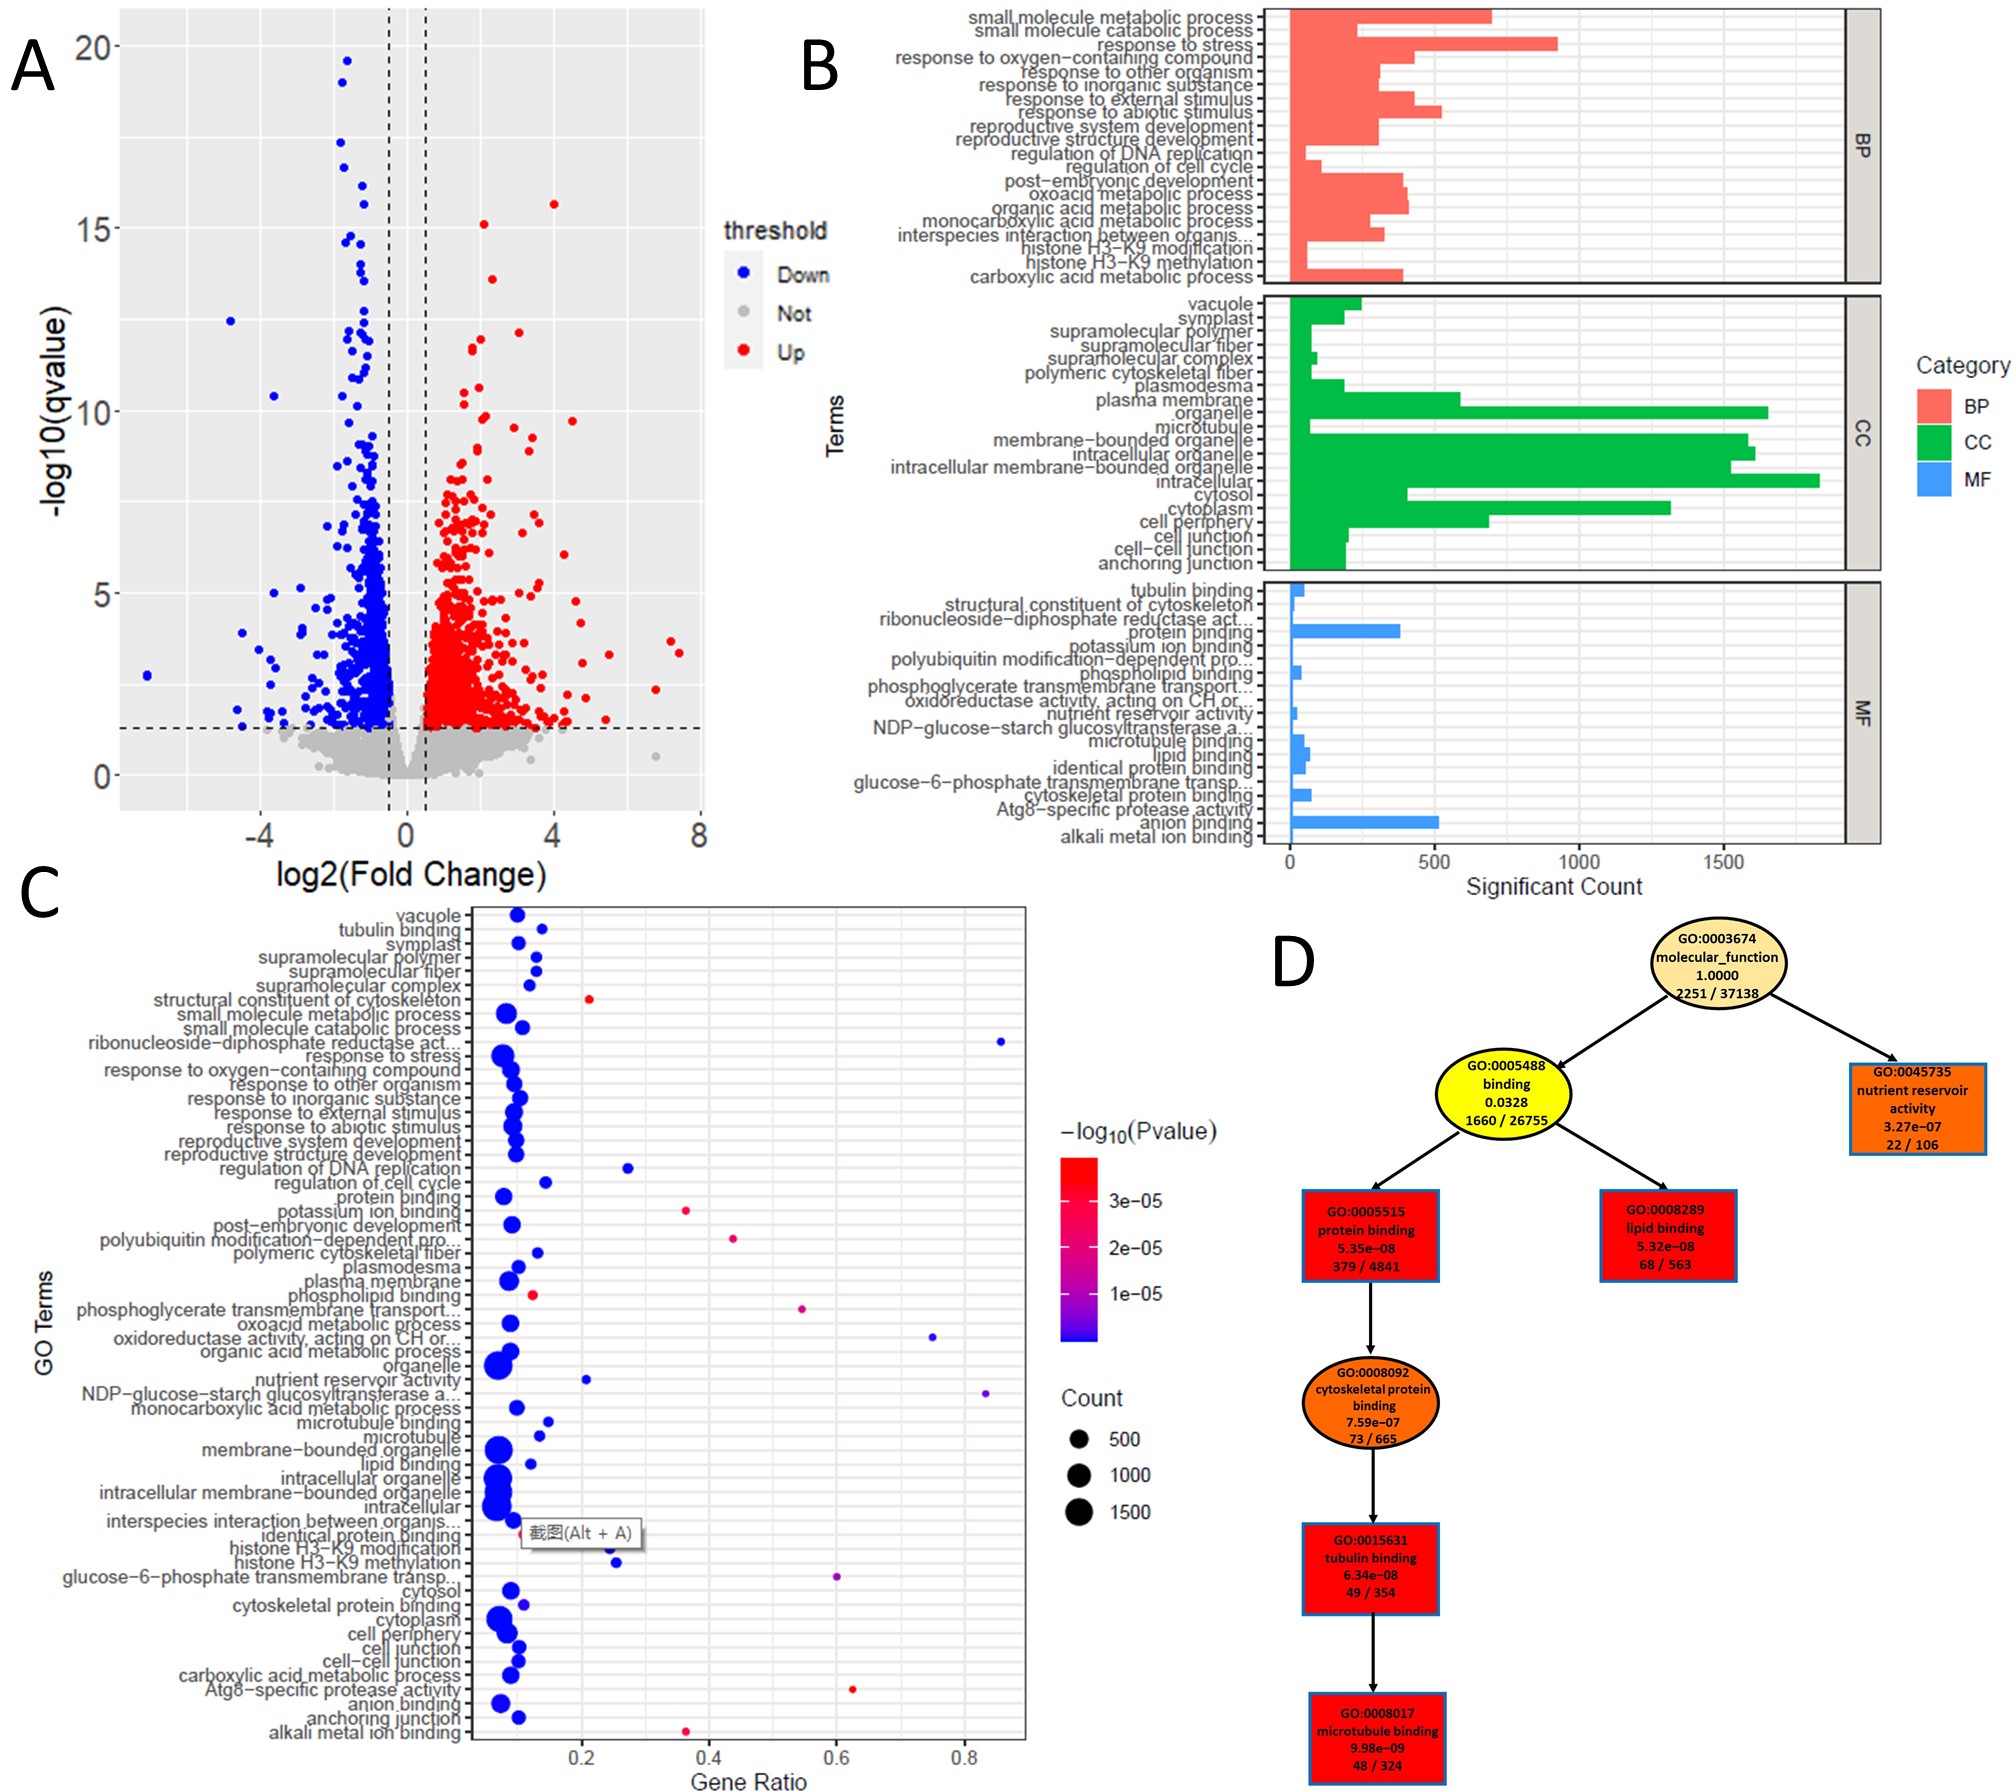 A
20
15
10
5
0
-4
0
4
8
-log10(qvalue)
log2(Fold Change)
threshold
Down
Not
Up
B
small molecule metabolic process
small molecule catabolic process
response to stress
response to oxygen−containing compound
response to other organism
response to inorganic substance
response to external stimulus
response to abiotic stimulus
reproductive system development
reproductive structure development
regulation of DNA replication
regulation of cell cycle
post−embryonic development
oxoacid metabolic process
organic acid metabolic process
monocarboxylic acid metabolic process
interspecies interaction between organis...
histone H3−K9 modification
histone H3−K9 methylation
carboxylic acid metabolic process
BP
vacuole
symplast
supramolecular polymer
supramolecular fiber
supramolecular complex
polymeric cytoskeletal fiber
plasmodesma
plasma membrane
organelle
microtubule
membrane−bounded organelle
intracellular organelle
intracellular membrane−bounded organelle
intracellular
cytosol
cytoplasm
cell periphery
cell junction
cell−cell junction
anchoring junction
CC
tubulin binding
structural constituent of cytoskeleton
ribonucleoside−diphosphate reductase act...
protein binding
potassium ion binding
polyubiquitin modification−dependent pro...
phospholipid binding
phosphoglycerate transmembrane transport...
oxidoreductase activity, acting on CH or...
nutrient reservoir activity
NDP−glucose−starch glucosyltransferase a...
microtubule binding
lipid binding
identical protein binding
glucose−6−phosphate transmembrane transp...
cytoskeletal protein binding
Atg8−specific protease activity
anion binding
alkali metal ion binding
MF
Terms
0
500
1000
1500
Significant Count
Category
BP
CC
MF
C
vacuole
tubulin binding
symplast
supramolecular polymer
supramolecular fiber
supramolecular complex
structural constituent of cytoskeleton
small molecule metabolic process
small molecule catabolic process
ribonucleoside−diphosphate reductase act...
response to stress
response to oxygen−containing compound
response to other organism
response to inorganic substance
response to external stimulus
response to abiotic stimulus
reproductive system development
reproductive structure development
regulation of DNA replication
regulation of cell cycle
protein binding
potassium ion binding
post−embryonic development
polyubiquitin modification−dependent pro...
polymeric cytoskeletal fiber
plasmodesma
plasma membrane
phospholipid binding
phosphoglycerate transmembrane transport...
oxoacid metabolic process
oxidoreductase activity, acting on CH or...
organic acid metabolic process
organelle
nutrient reservoir activity
NDP−glucose−starch glucosyltransferase a...
monocarboxylic acid metabolic process
microtubule binding
microtubule
membrane−bounded organelle
lipid binding
intracellular organelle
intracellular membrane−bounded organelle
intracellular
interspecies interaction between organis...
identical protein binding
histone H3−K9 modification
histone H3−K9 methylation
glucose−6−phosphate transmembrane transp...
cytosol
cytoskeletal protein binding
cytoplasm
cell periphery
cell junction
cell−cell junction
carboxylic acid metabolic process
Atg8−specific protease activity
anion binding
anchoring junction
alkali metal ion binding
截图(Alt + A)
GO Terms
0.2
0.4
0.6
0.8
Gene Ratio
−log10(Pvalue)
3e−05
2e−05
1e−05
Count
500
1000
1500
D
GO:0003674
molecular_function
1.0000
2251 / 37138
GO:0005488
binding
0.0328
1660 / 26755
GO:0045735
nutrient reservoir
activity
3.27e−07
22 / 106
GO:0005515
protein binding
5.35e−08
379 / 4841
GO:0008289
lipid binding
5.32e−08
68 / 563
GO:0008092
cytoskeletal protein
binding
7.59e−07
73 / 665
GO:0015631
tubulin binding
6.34e−08
49 / 354
GO:0008017
microtubule binding
9.98e−09
48 / 324